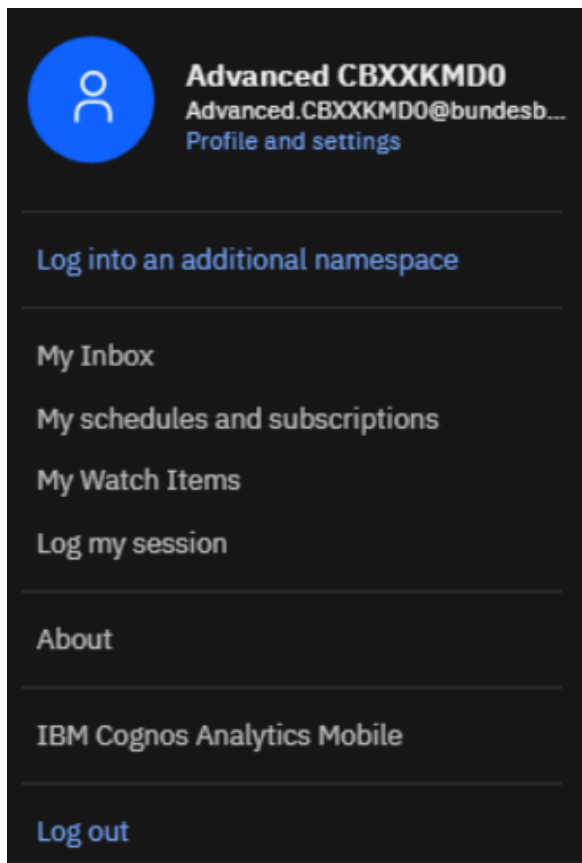 Advanced CBXXKMD0
Advanced.CBXXKMD0@bundesb...
Profile and settings
Log into an additional namespace
My Inbox
My schedules and subscriptions
My Watch Items
Log my session
About
IBM Cognos Analytics Mobile
Log out